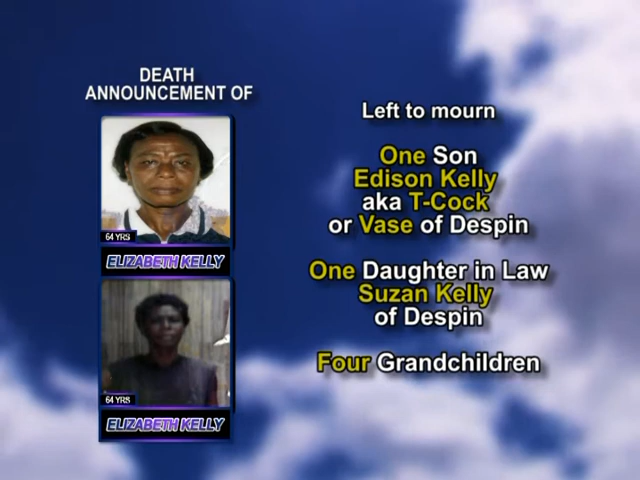 DEATH
ANNOUNCEMENT OF
64 YRS
ELIZABETH KELLY
64 YRS
ELIZABETH KELLY
Left to mourn
One Son
Edison Kelly
aka T-Cock
or Vase of Despin
One Daughter in Law
Suzan Kelly
of Despin
Four Grandchildren